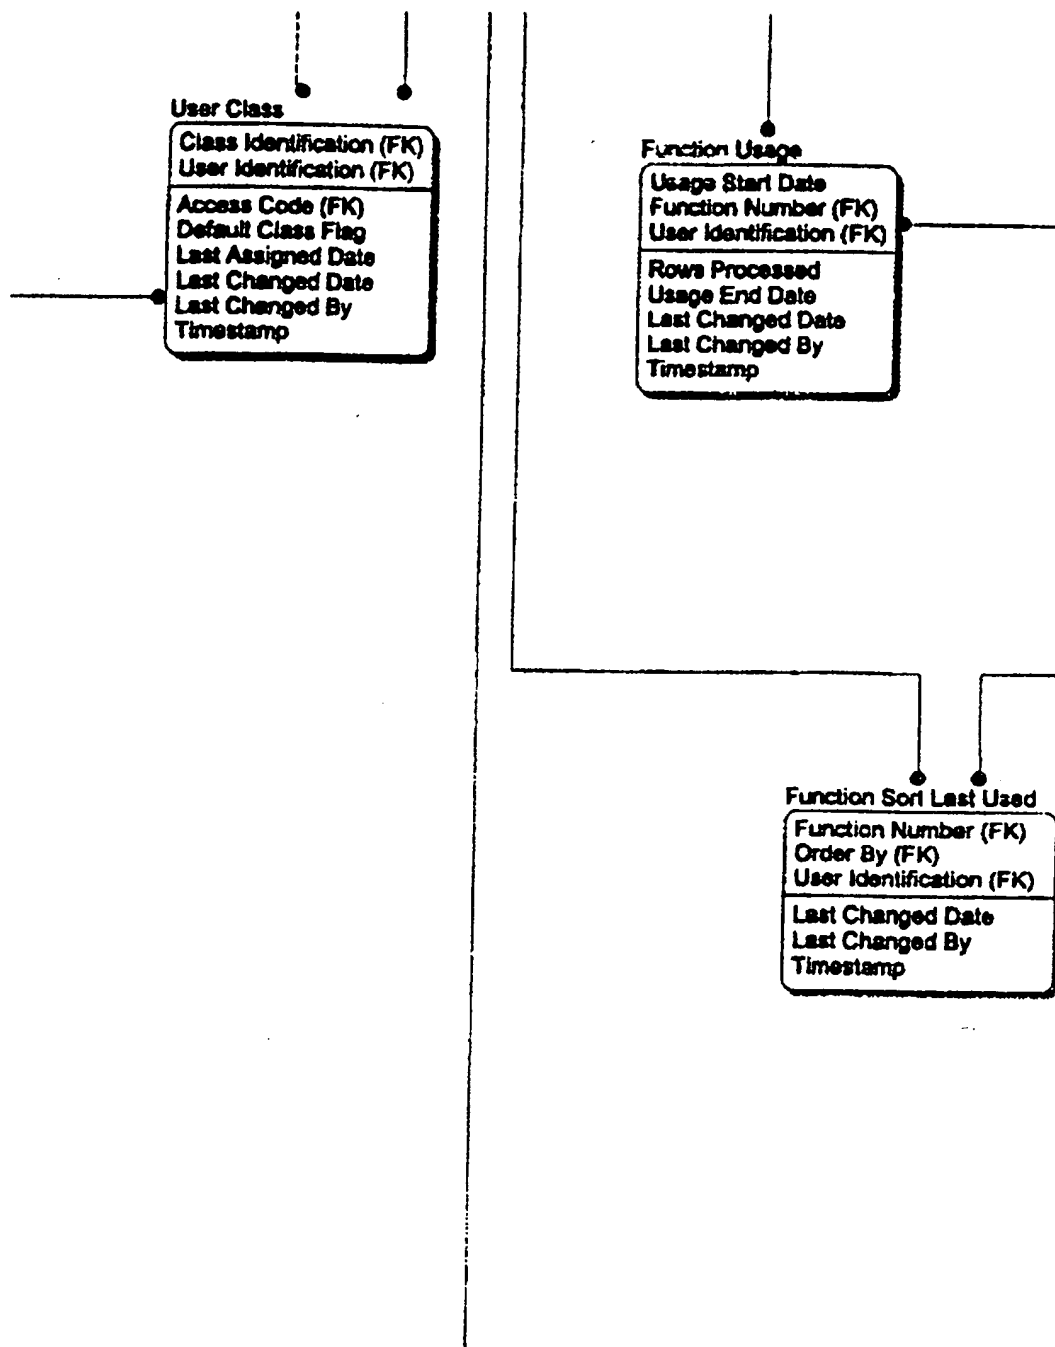 User Class
Class Identification (FK)
User Identification (FK)
Access Code (FK)
Default Class Flag
Last Assigned Date
Last Changed Date
Last Changed By
Timestamp
Function Usage
Usage Start Date
Function Number (FK)
User Identification (FK)
Rows Processed
Usage End Date
Last Changed Date
Last Changed By
Timestamp
Function Sort Last Used
Function Number (FK)
Order By (FK)
User Identification (FK)
Last Changed Date
Last Changed By
Timestamp